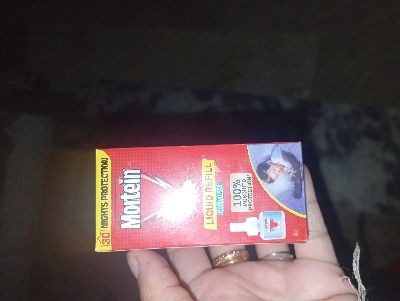 30 NIGHTS PROTECTION
Mortein
LIQUID REFILL
100%
MOSQUITO
PROTECTION*